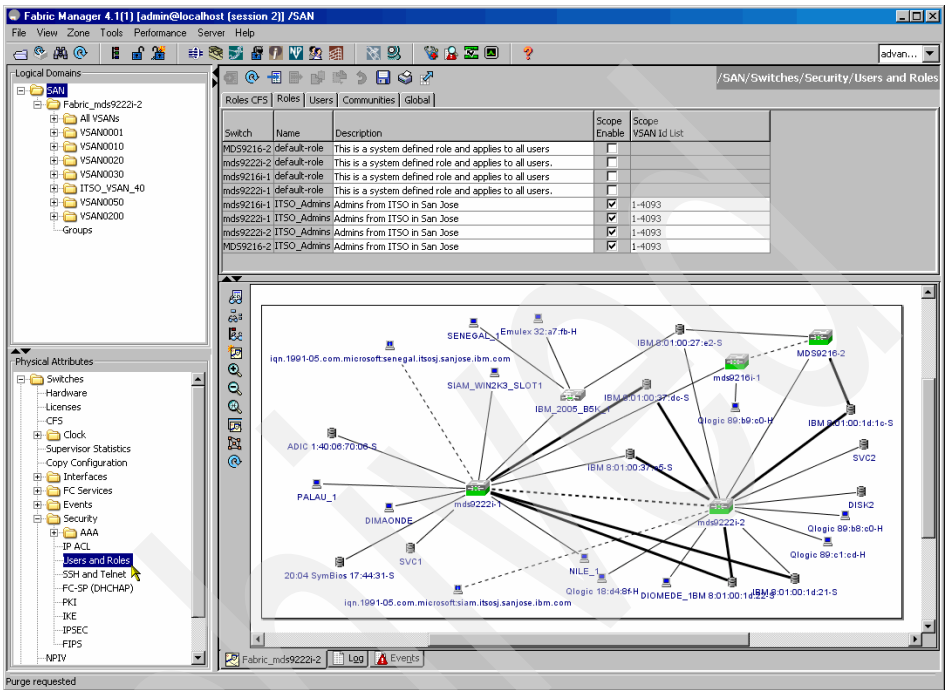 Fabric Manager 4.1(1) [admin@localhost (session 2)] /SAN
File View Zone Tools Performance Server Help
advan...
Logical Domains
SAN
Fabric_mds9222i-2
All VSANs
VSAN0001
VSAN0010
VSAN0020
VSAN0030
ITSO_VSAN_40
VSAN0050
VSAN0200
Groups
Physical Attributes
Switches
Hardware
Licenses
CFS
Clock
Supervisor Statistics
Copy Configuration
Interfaces
FC Services
Events
Security
AAA
IP ACL
Users and Roles
SSH and Telnet
FC-SP (DHCHAP)
PKI
IKE
IPSEC
FIPS
NPIV
/SAN/Switches/Security/Users and Roles
Roles CFS Roles Users Communities Global
Switch Name Description Scope Enable Scope VSAN Id List
MDS9216-2 default-role This is a system defined role and applies to all users
mds9222i-2 default-role This is a system defined role and applies to all users.
mds9216i-1 default-role This is a system defined role and applies to all users
mds9222i-1 default-role This is a system defined role and applies to all users.
mds9216i-1 ITSO_Admins Admins from ITSO in San Jose 1-4093
mds9222i-1 ITSO_Admins Admins from ITSO in San Jose 1-4093
mds9222i-2 ITSO_Admins Admins from ITSO in San Jose 1-4093
MDS9216-2 ITSO_Admins Admins from ITSO in San Jose 1-4093
SENEGAL_1
Emulex 32:a7:fb-H
IBM 8:01:00:27:e2-S
MDS9216-2
iqn.1991-05.com.microsoft:senegal.itsosj.sanjose.ibm.com
mds9216i-1
SIAM_WIN2K3_SLOT1
IBM 8:01:00:37:dc-S
IBM_2005_B5K_1
Qlogic 89:b9:c0-H
IBM 8:01:00:1d:1c-S
ADIC 1:40:06:70:06-S
SVC2
IBM 8:01:00:37:e5-S
PALAU_1
mds9222i-1
DISK2
DIMAONDE
mds9222i-2
Qlogic 89:b8:c0-H
SVC1
Qlogic 89:c1:cd-H
20:04 SymBios 17:44:31-S
NILE_1
Qlogic 18:d4:8f-H
DIOMEDE_1
IBM 8:01:00:1d:22-S
IBM 8:01:00:1d:21-S
iqn.1991-05.com.microsoft:siam.itsosj.sanjose.ibm.com
Fabric_mds9222i-2 Log Events
Purge requested